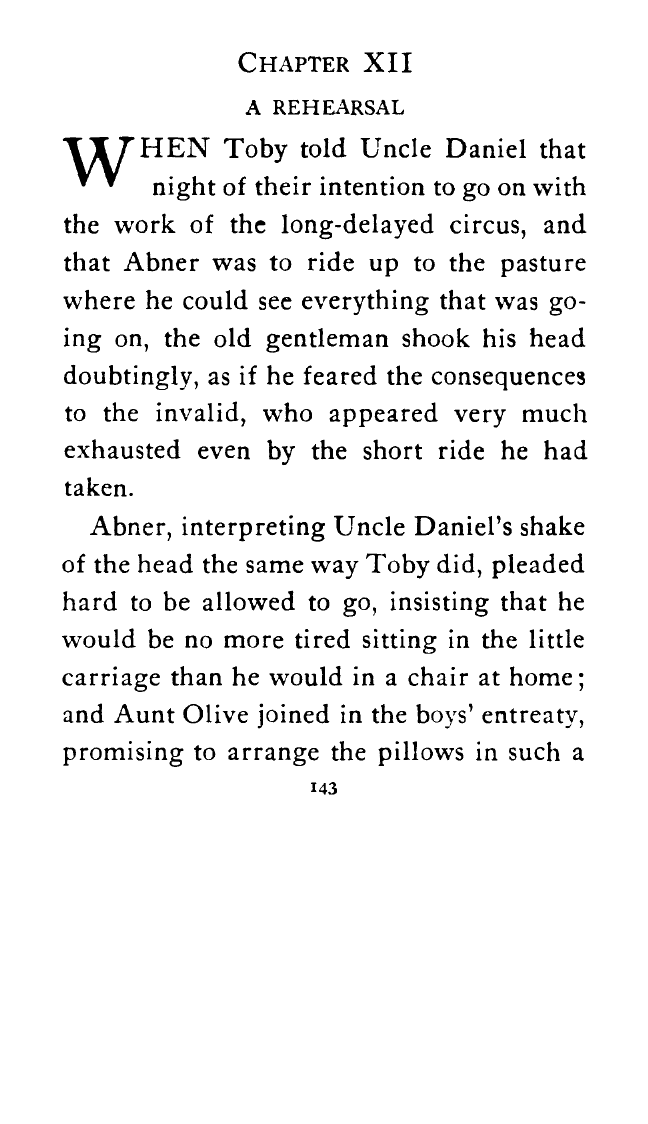 CHAPTER XII
A REHEARSAL
WHEN Toby told Uncle Daniel that
night of their intention to go on with
the work of the long-delayed circus, and
that Abner was to ride up to the pasture
where he could see everything that was go-
ing on, the old gentleman shook his head
doubtingly, as if he feared the consequences
to the invalid, who appeared very much
exhausted even by the short ride he had
taken.
Abner, interpreting Uncle Daniel's shake
of the head the same way Toby did, pleaded
hard to be allowed to go, insisting that he
would be no more tired sitting in the little
carriage than he would in a chair at home;
and Aunt Olive joined in the boys' entreaty,
promising to arrange the pillows in such a
143